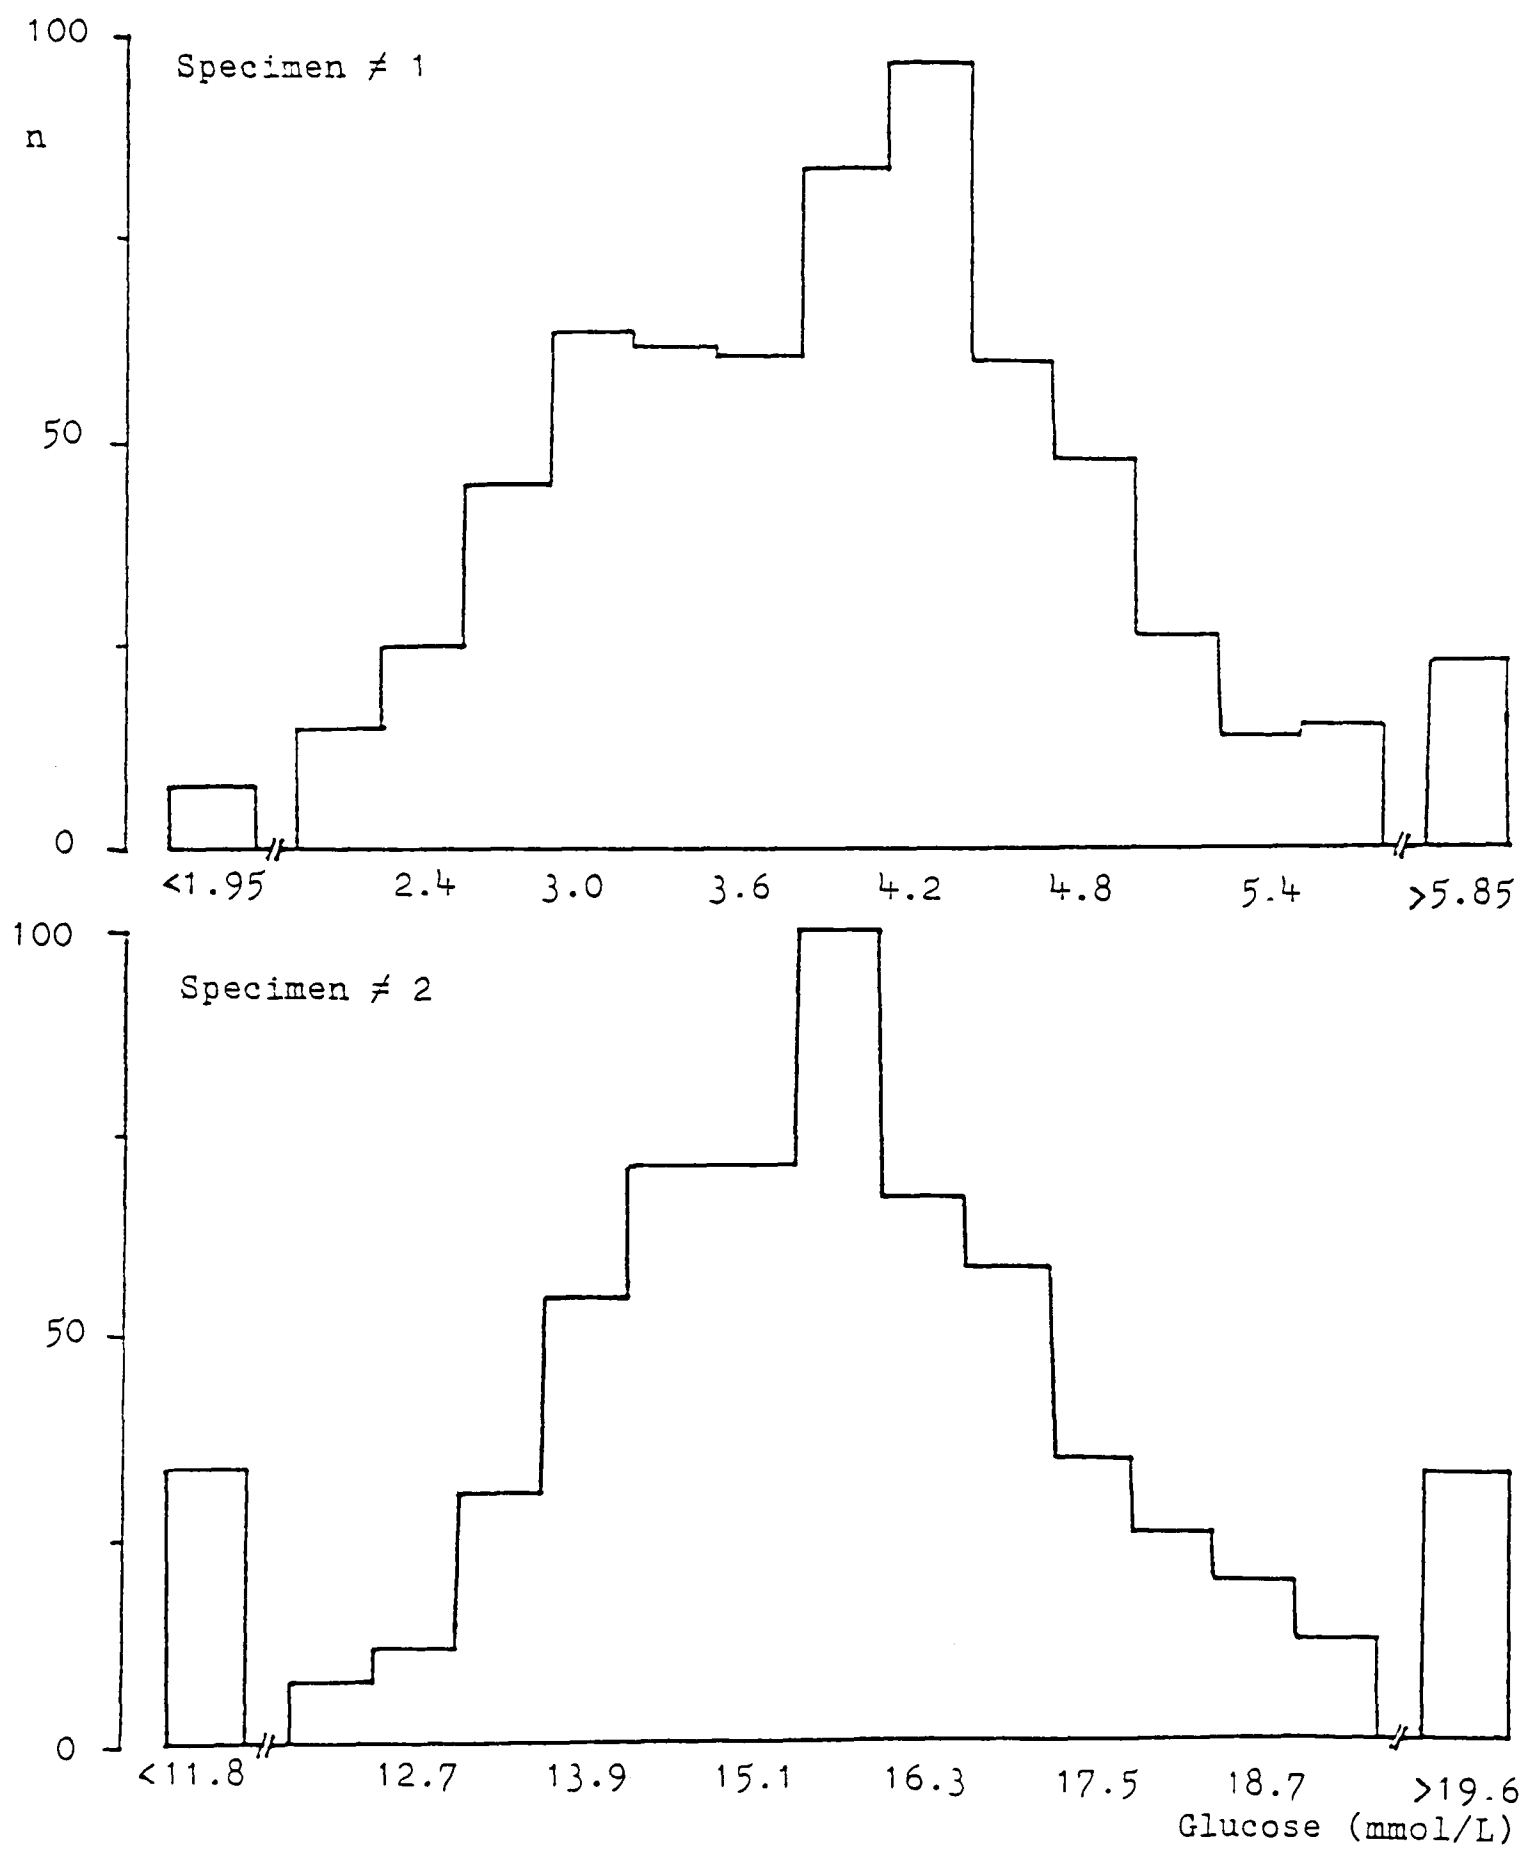 100
Specimen ≠ 1
n
50
0
<1.95 2.4 3.0 3.6 4.2 4.8 5.4 >5.85
100
Specimen ≠ 2
50
0
<11.8 12.7 13.9 15.1 16.3 17.5 18.7 >19.6
Glucose (mmol/L)